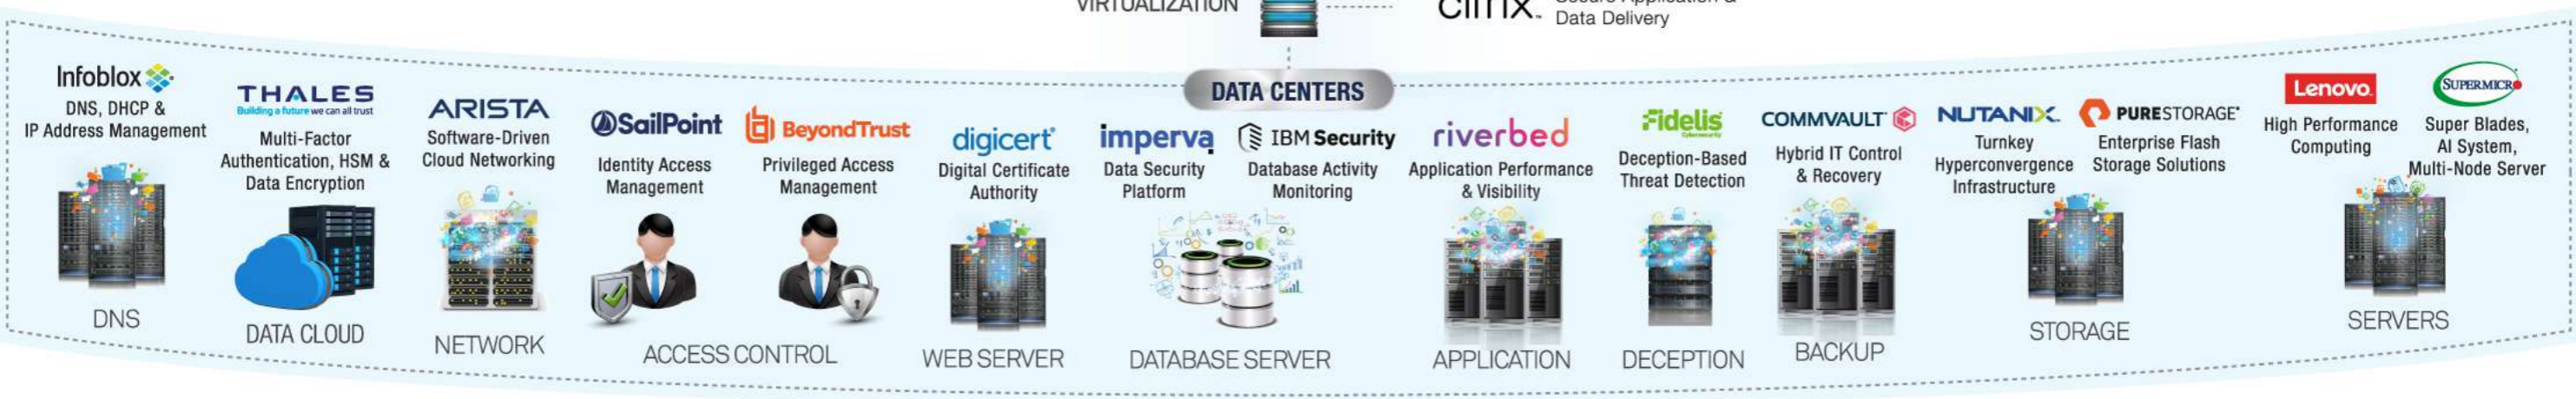 VIRTUALIZATION
citrix
Secure Application &
Data Delivery
DATA CENTERS
Infoblox
DNS, DHCP &
IP Address Management
DNS
THALES
Building a future we can all trust
Multi-Factor
Authentication, HSM &
Data Encryption
DATA CLOUD
ARISTA
Software-Driven
Cloud Networking
NETWORK
SailPoint
Identity Access
Management
BeyondTrust
Privileged Access
Management
ACCESS CONTROL
digicert®
Digital Certificate
Authority
WEB SERVER
imperva
Data Security
Platform
IBM Security
Database Activity
Monitoring
DATABASE SERVER
riverbed
Application Performance
& Visibility
APPLICATION
Fidelis
Cybersecurity
Deception-Based
Threat Detection
DECEPTION
COMMVAULT
Hybrid IT Control
& Recovery
BACKUP
NUTANIX
Turnkey
Hyperconvergence
Infrastructure
PURESTORAGE®
Enterprise Flash
Storage Solutions
STORAGE
Lenovo
High Performance
Computing
SUPERMICRO
Super Blades,
AI System,
Multi-Node Server
SERVERS